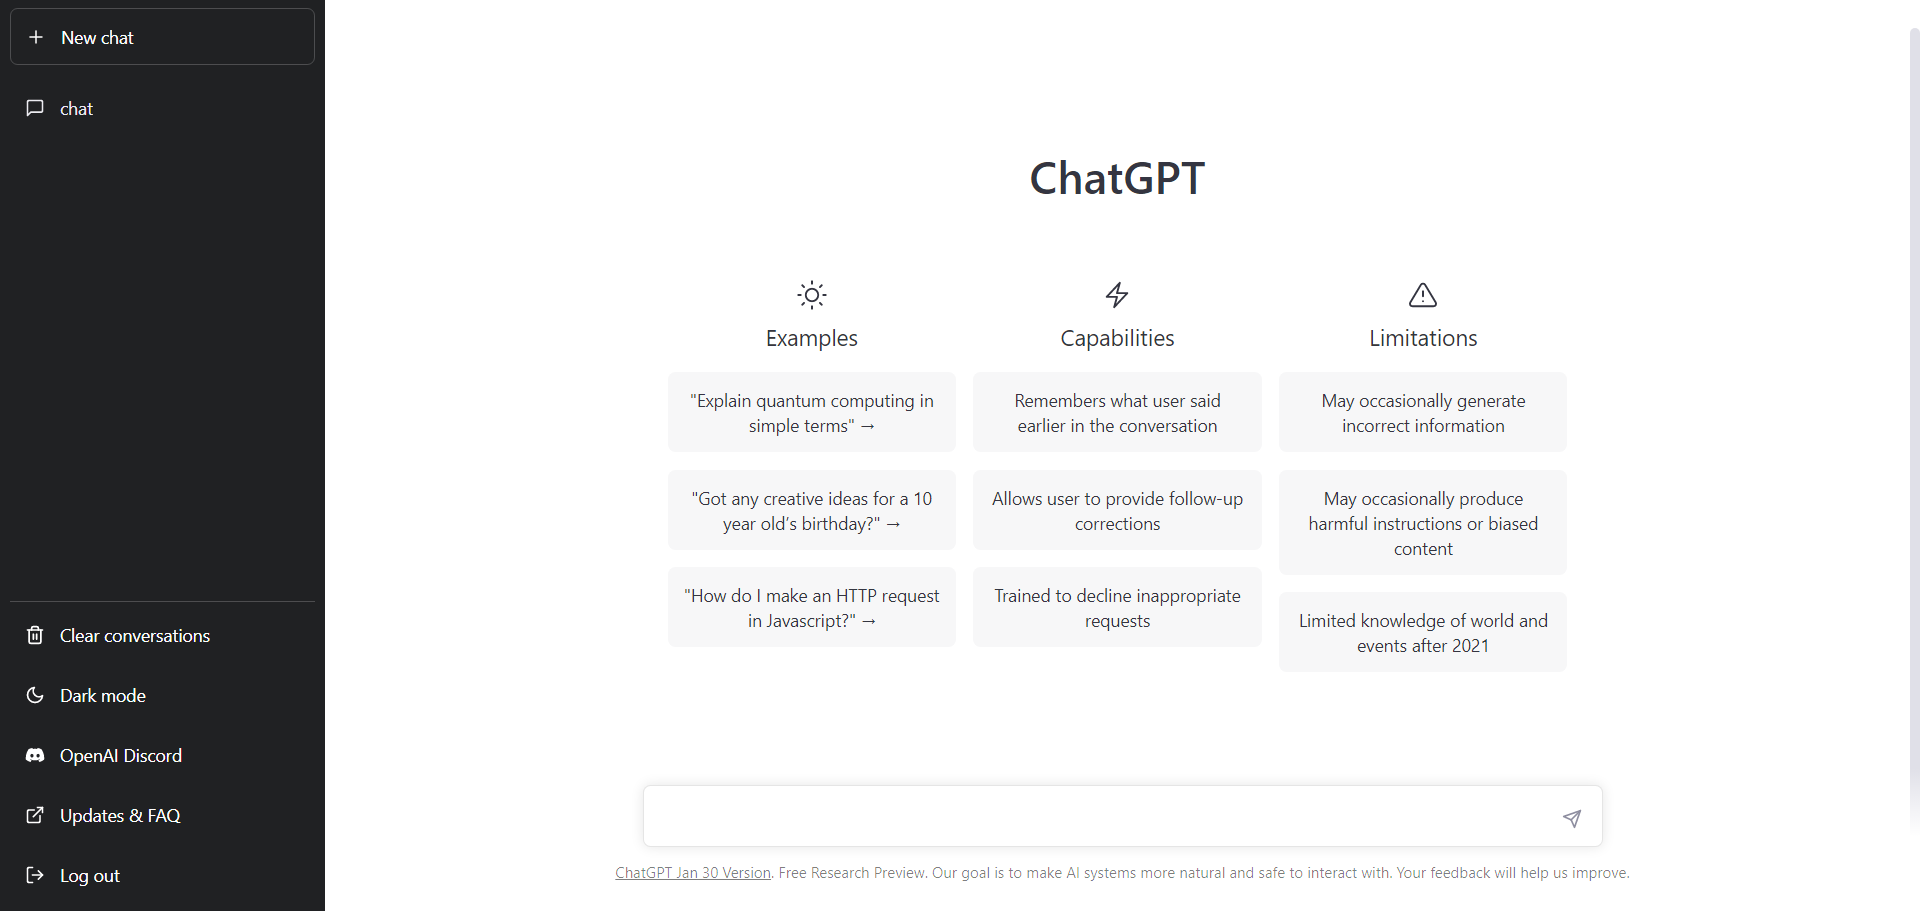 New chat
chat
Clear conversations
Dark mode
OpenAI Discord
Updates & FAQ
Log out
ChatGPT
Examples
"Explain quantum computing in
simple terms" →
"Got any creative ideas for a 10
year old’s birthday?" →
"How do I make an HTTP request
in Javascript?" →
Capabilities
Remembers what user said
earlier in the conversation
Allows user to provide follow-up
corrections
Trained to decline inappropriate
requests
Limitations
May occasionally generate
incorrect information
May occasionally produce
harmful instructions or biased
content
Limited knowledge of world and
events after 2021
ChatGPT Jan 30 Version. Free Research Preview. Our goal is to make AI systems more natural and safe to interact with. Your feedback will help us improve.